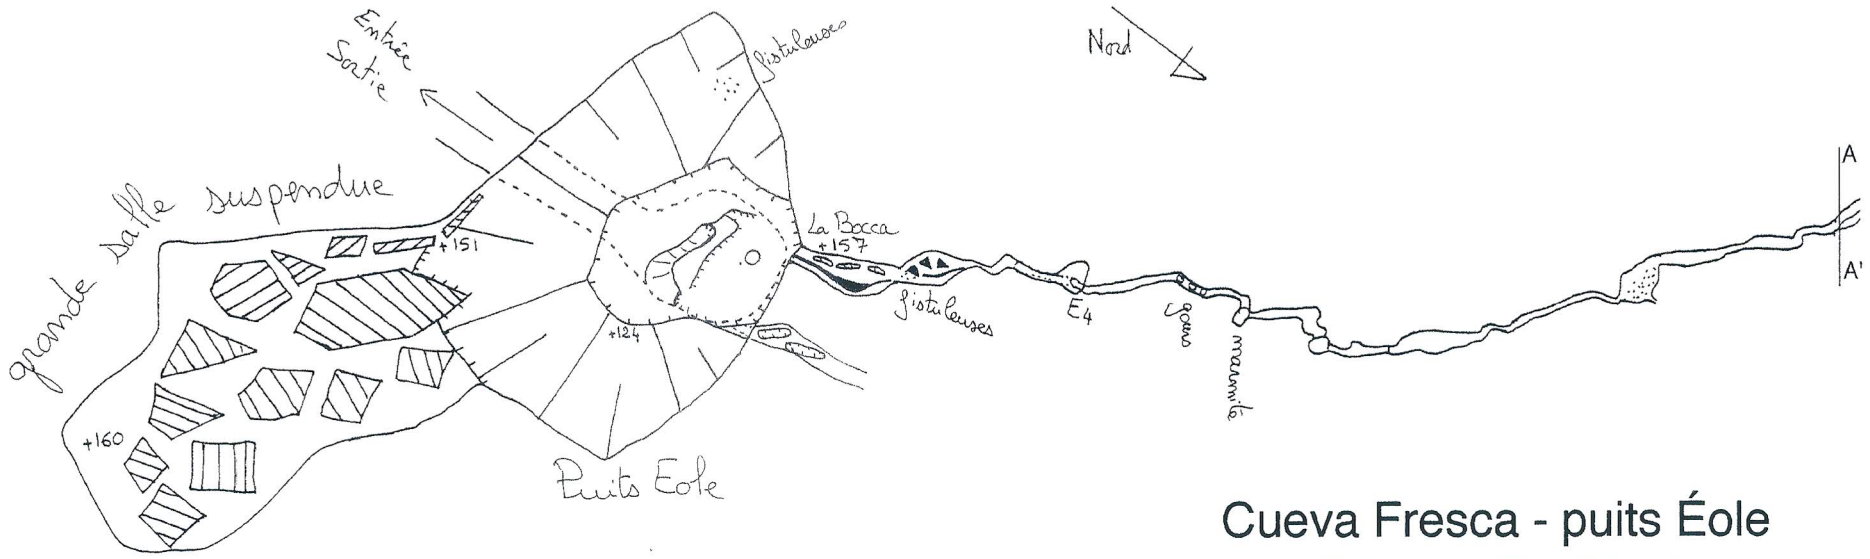 Entrée
Sortie
fistuleuses
Nord
grande salle suspendue
+151
La Bocca
+157
A
A'
fistuleuses
E4
gours
marmite
+124
+160
Puits Eole
Cueva Fresca - puits Éole